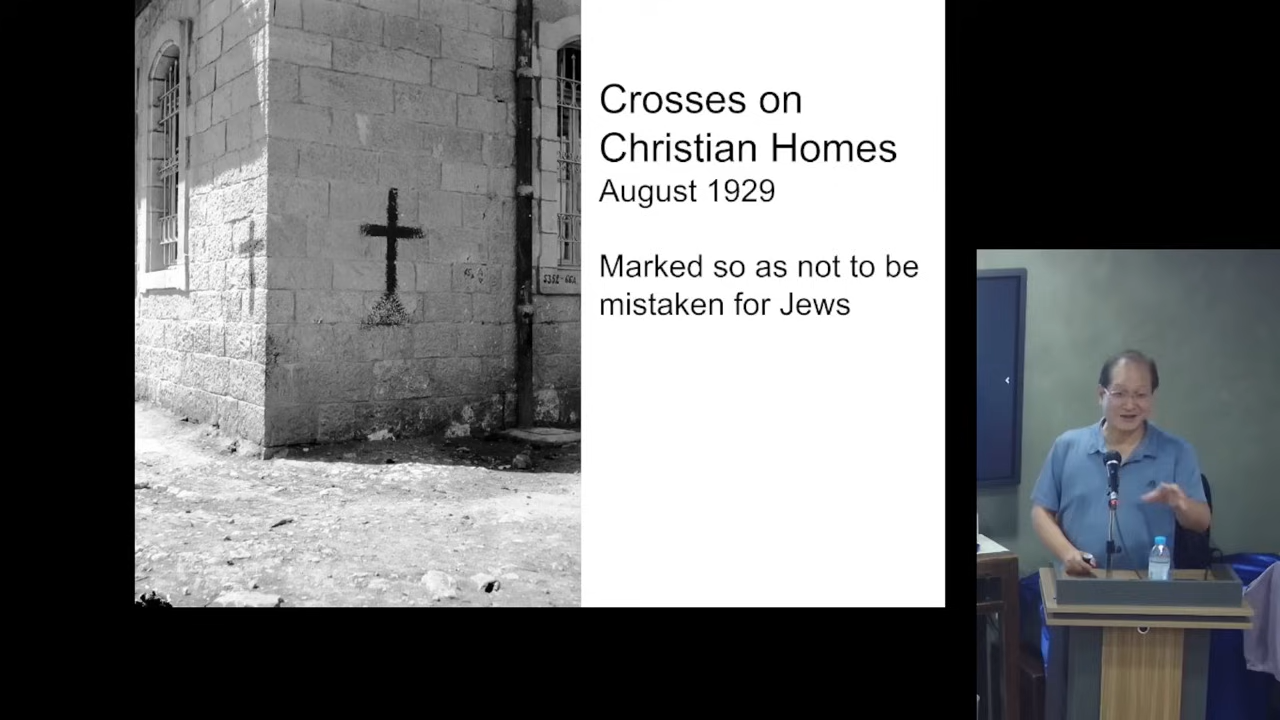 Crosses on
Christian Homes
August 1929
Marked so as not to be
mistaken for Jews